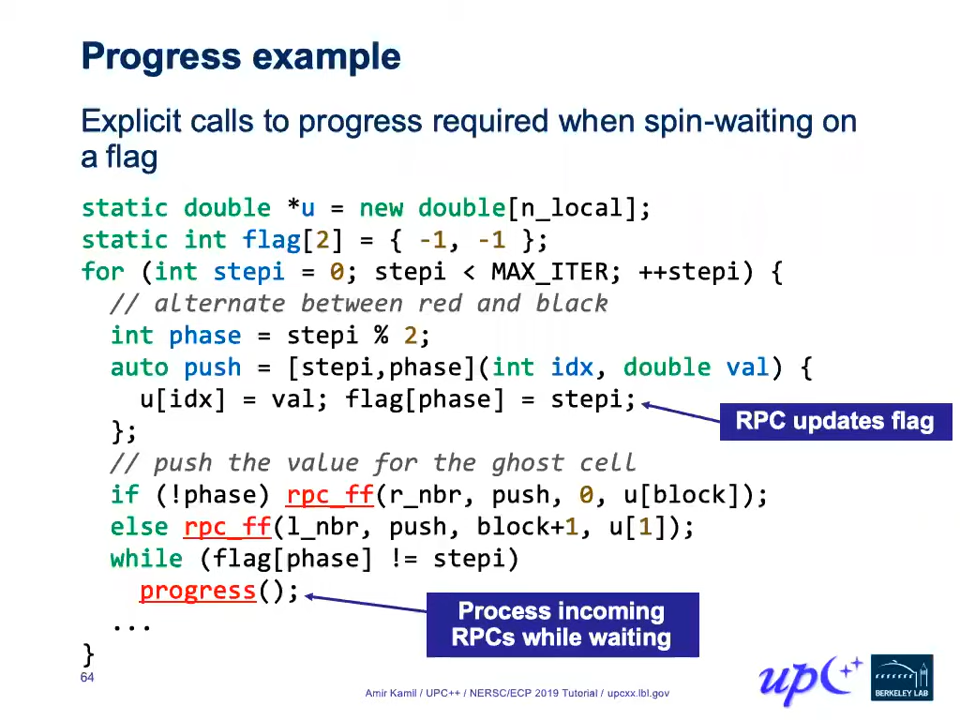 Progress example
Explicit calls to progress required when spin-waiting on
a flag
static double *u = new double[n_local];
static int flag[2] = { -1, -1 };
for (int stepi = 0; stepi < MAX_ITER; ++stepi) {
  // alternate between red and black
  int phase = stepi % 2;
  auto push = [stepi,phase](int idx, double val) {
    u[idx] = val; flag[phase] = stepi;
RPC updates flag
  };
  // push the value for the ghost cell
  if (!phase) rpc_ff(r_nbr, push, 0, u[block]);
  else rpc_ff(l_nbr, push, block+1, u[1]);
  while (flag[phase] != stepi)
    progress();
Process incoming
RPCs while waiting
  ...
}
64
Amir Kamil / UPC++ / NERSC/ECP 2019 Tutorial / upcxx.lbl.gov
upc++
BERKELEY LAB